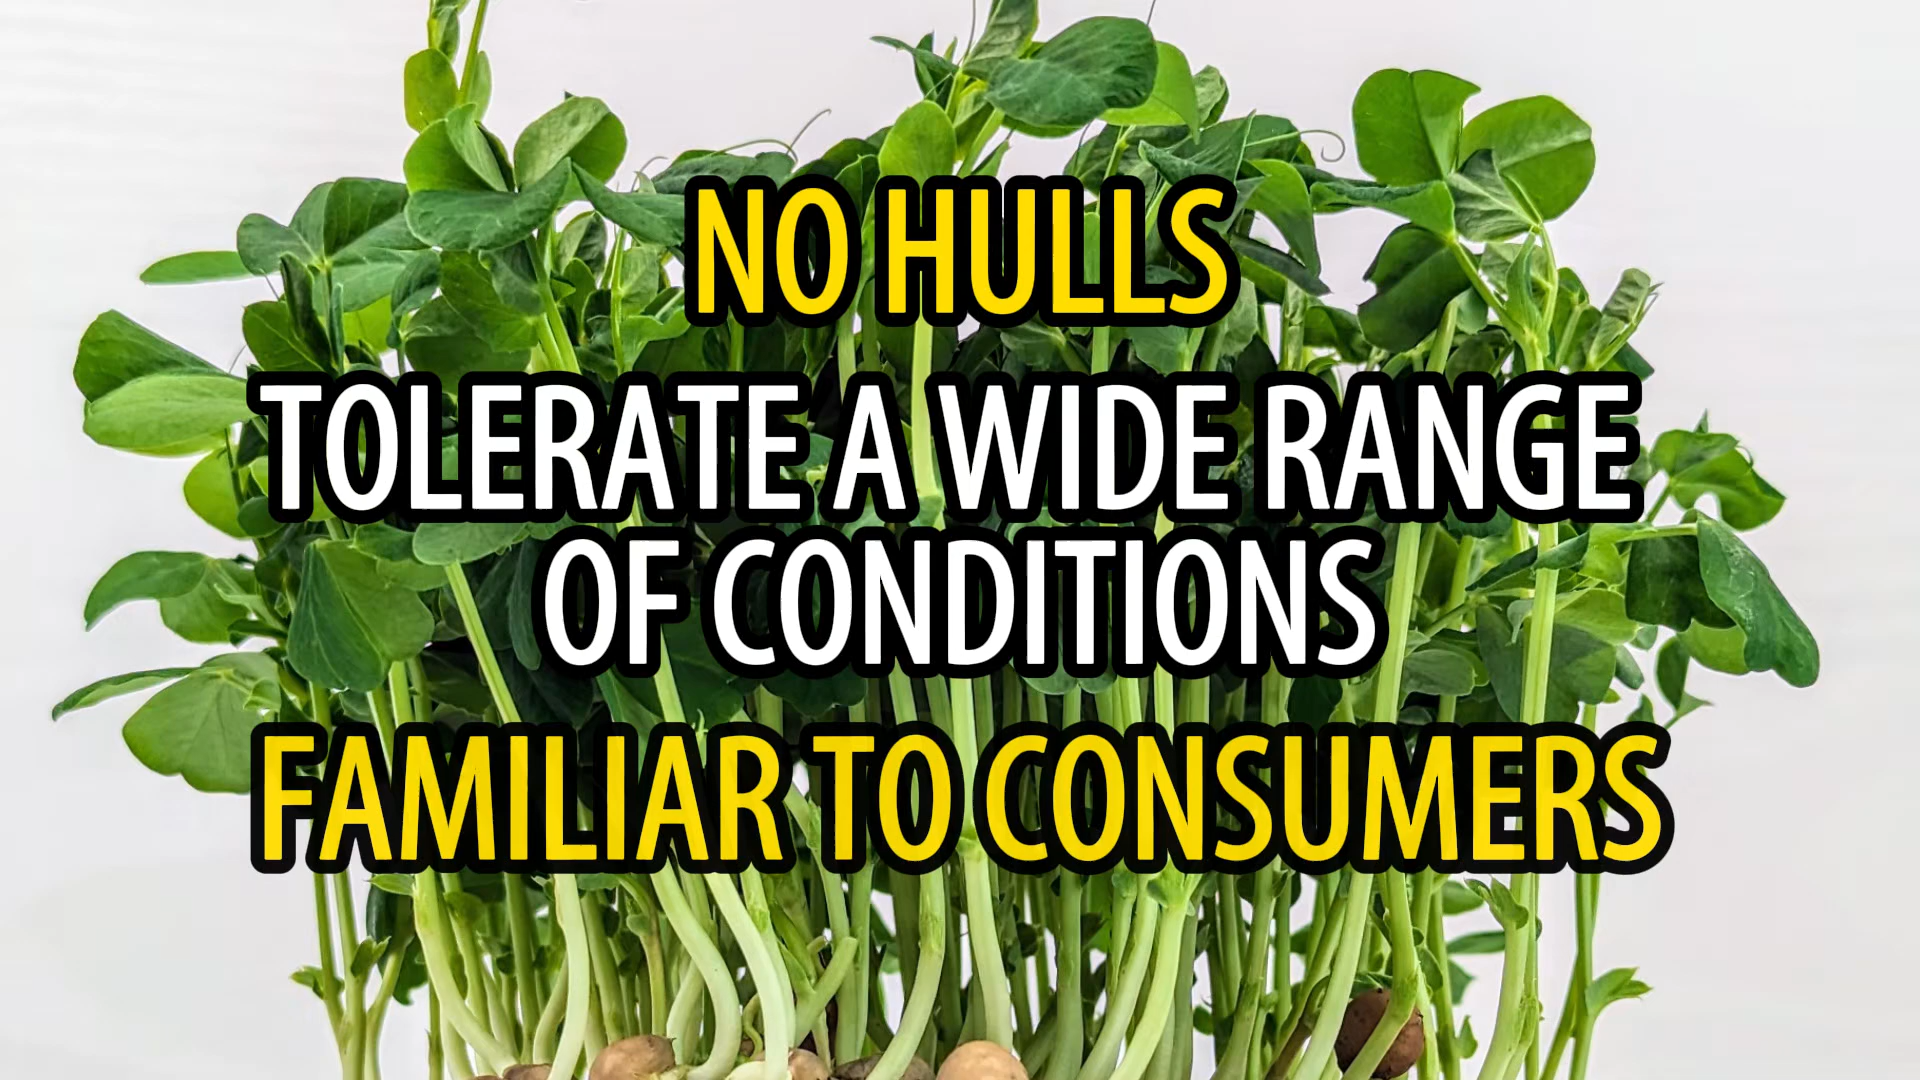 NO HULLS
TOLERATE A WIDE RANGE
OF CONDITIONS
FAMILIAR TO CONSUMERS